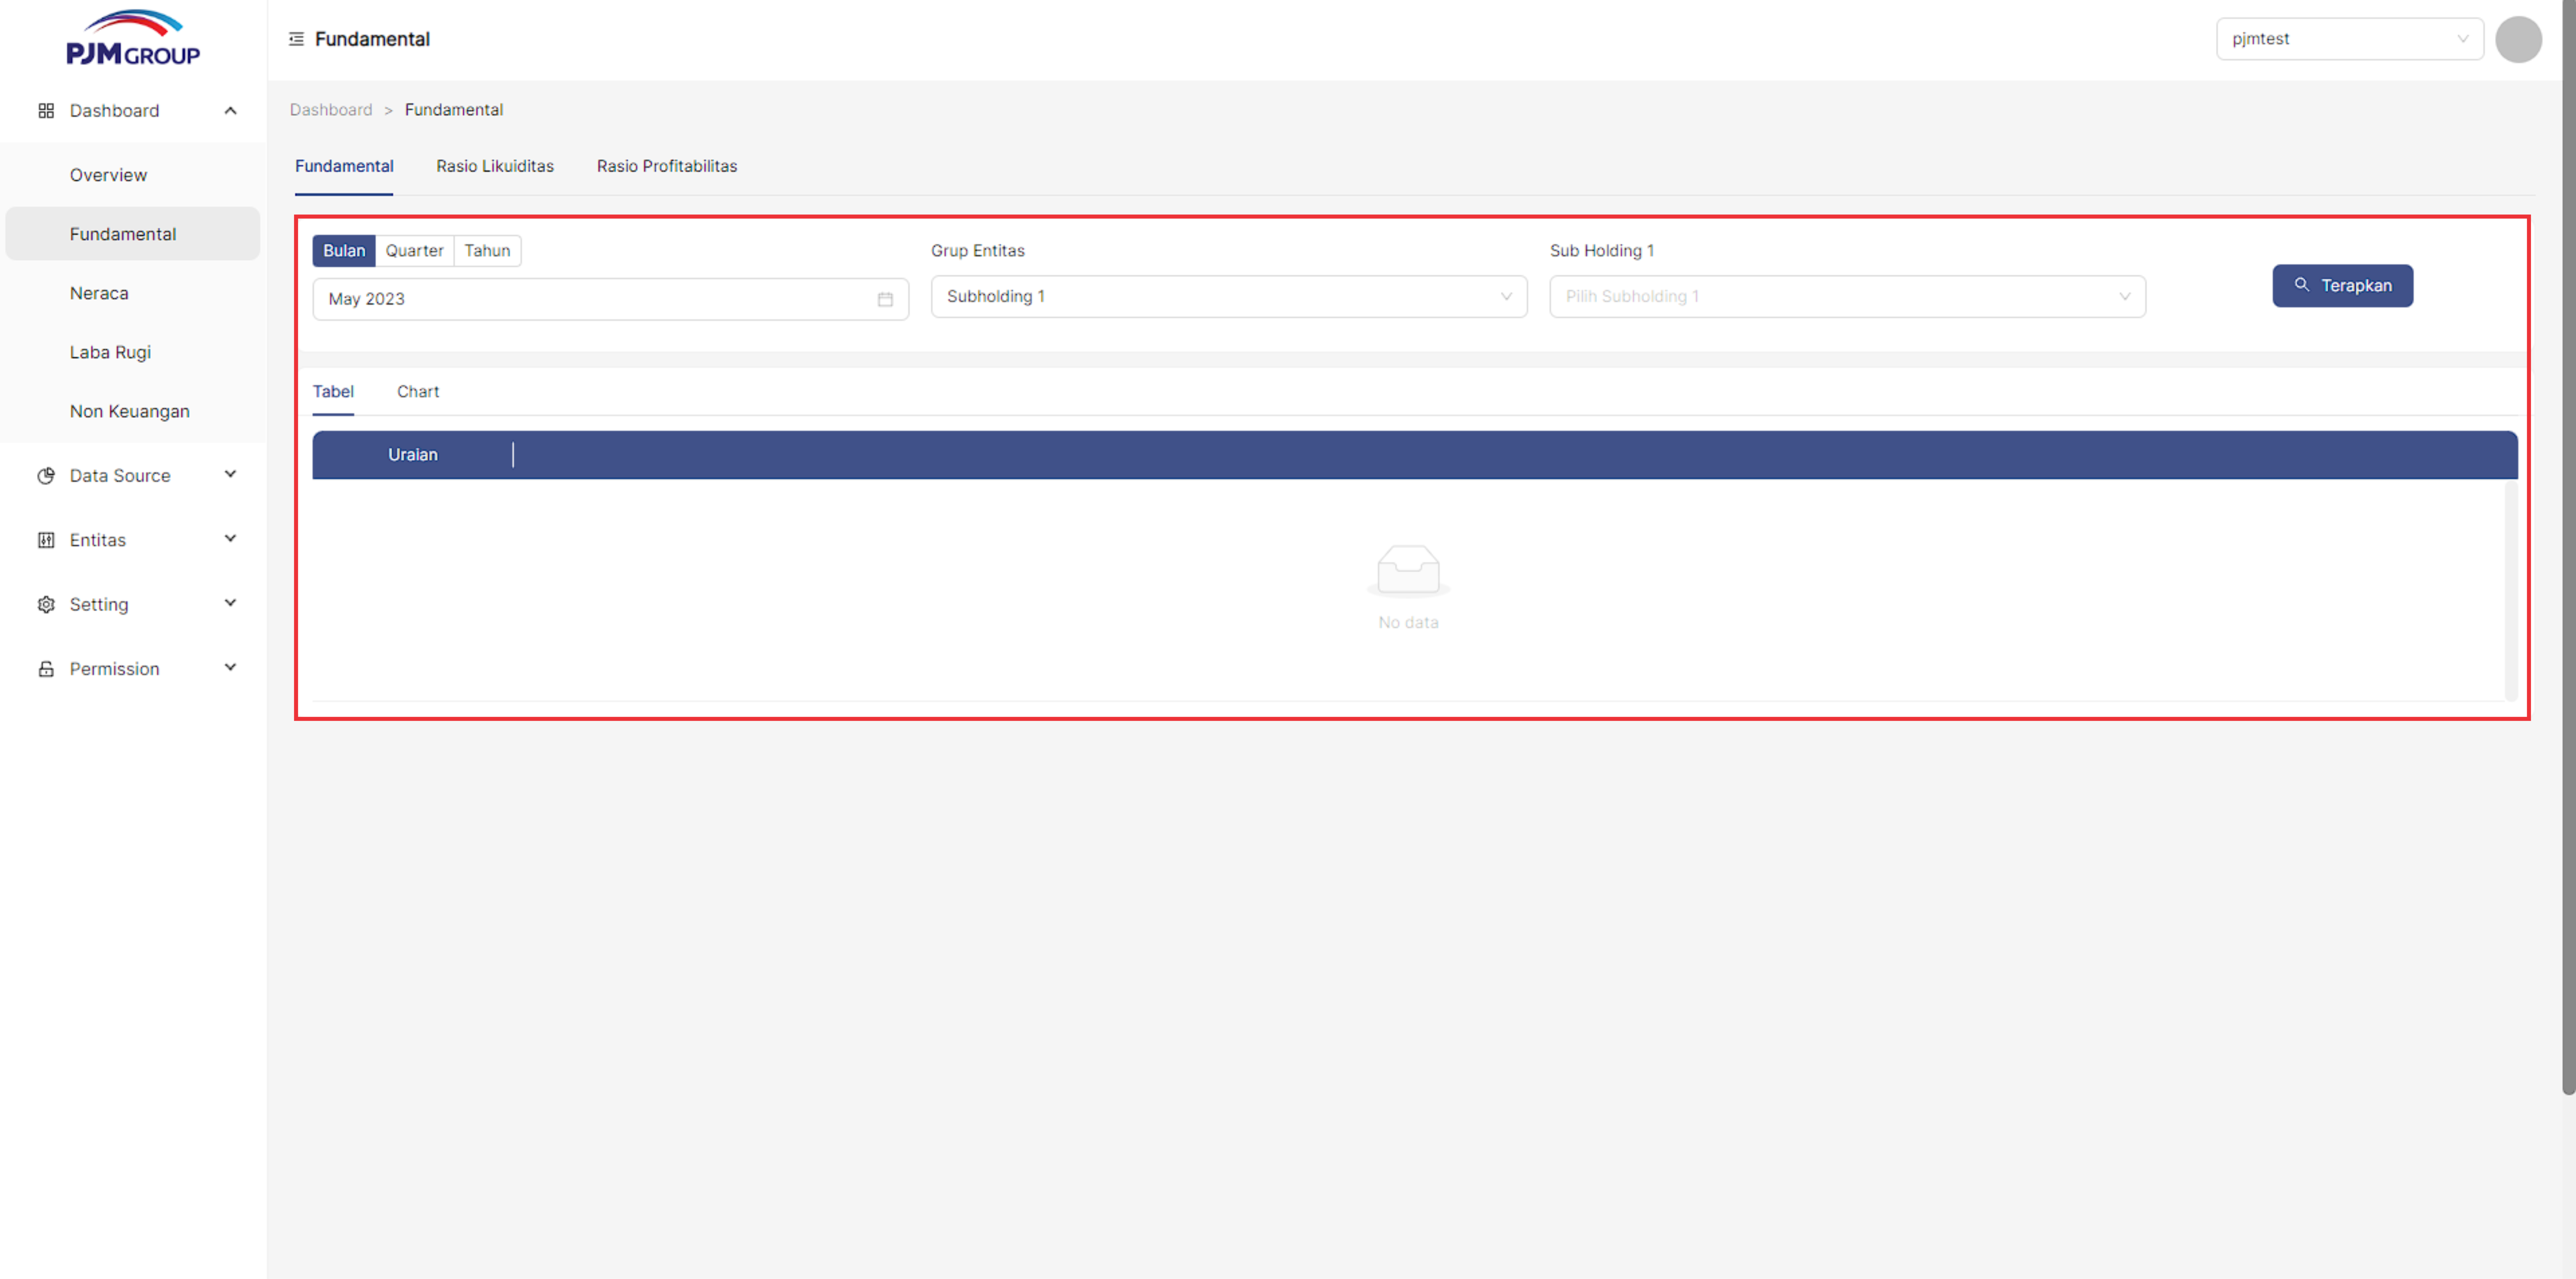 PJM GROUP
Fundamental
pjmtest
Dashboard
Overview
Fundamental
Neraca
Laba Rugi
Non Keuangan
Data Source
Entitas
Setting
Permission
Dashboard > Fundamental
Fundamental Rasio Likuiditas Rasio Profitabilitas
Bulan Quarter Tahun
May 2023
Grup Entitas
Subholding 1
Sub Holding 1
Pilih Subholding 1
Terapkan
Tabel Chart
Uraian
No data